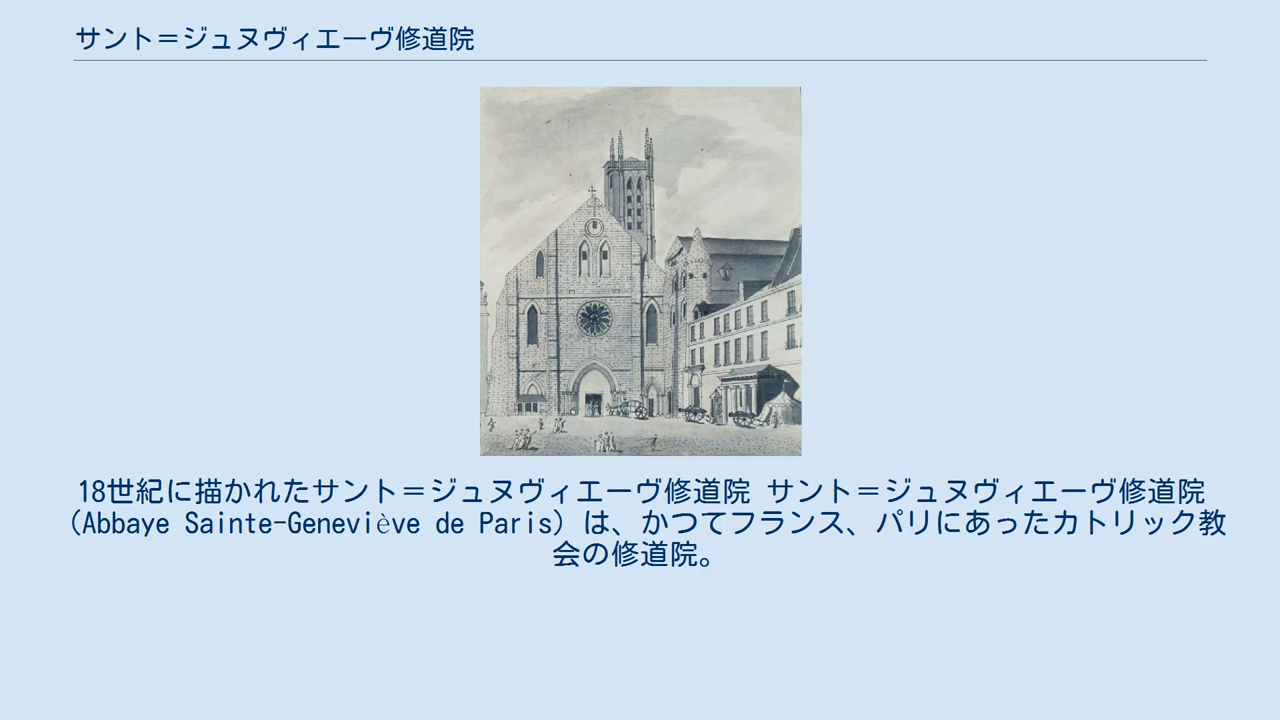 サント＝ジュヌヴィエーヴ修道院
18世紀に描かれたサント＝ジュヌヴィエーヴ修道院 サント＝ジュヌヴィエーヴ修道院
(Abbaye Sainte-Geneviève de Paris) は、かつてフランス、パリにあったカトリック教
会の修道院。